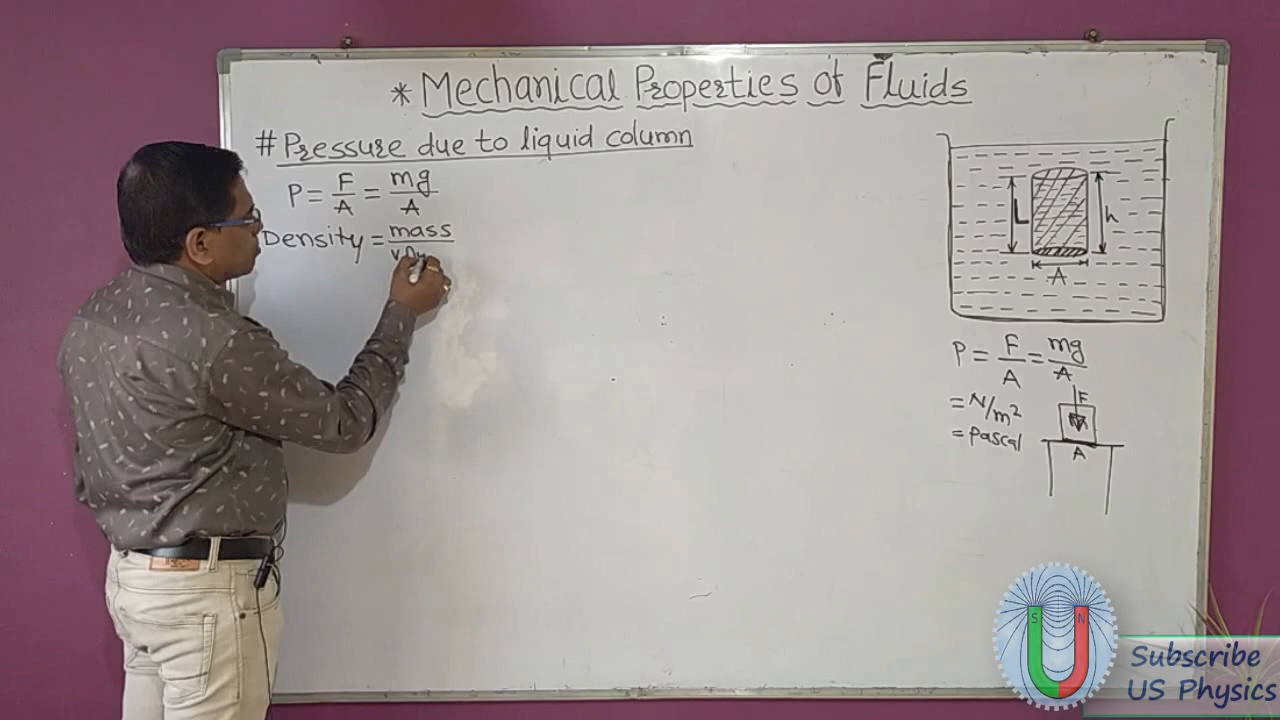 * Mechanical Properties of Fluids
# Pressure due to liquid column
P = F/A = mg/A
Density = mass
L
h
A
P = F/A = mg/A
= N/m²
= Pascal
F
A
S N
Subscribe
US Physics